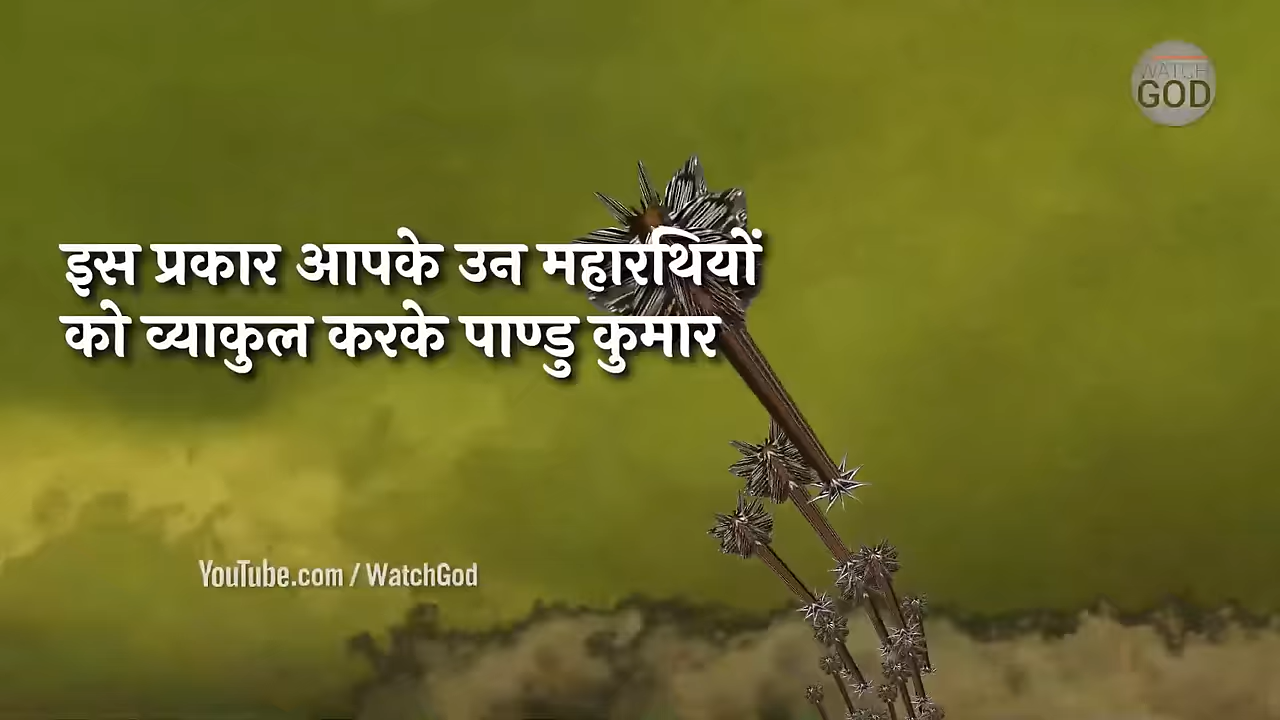 WATCH
GOD
इस प्रकार आपके उन महारथियों
को व्याकुल करके पाण्डु कुमार
YouTube.com / WatchGod